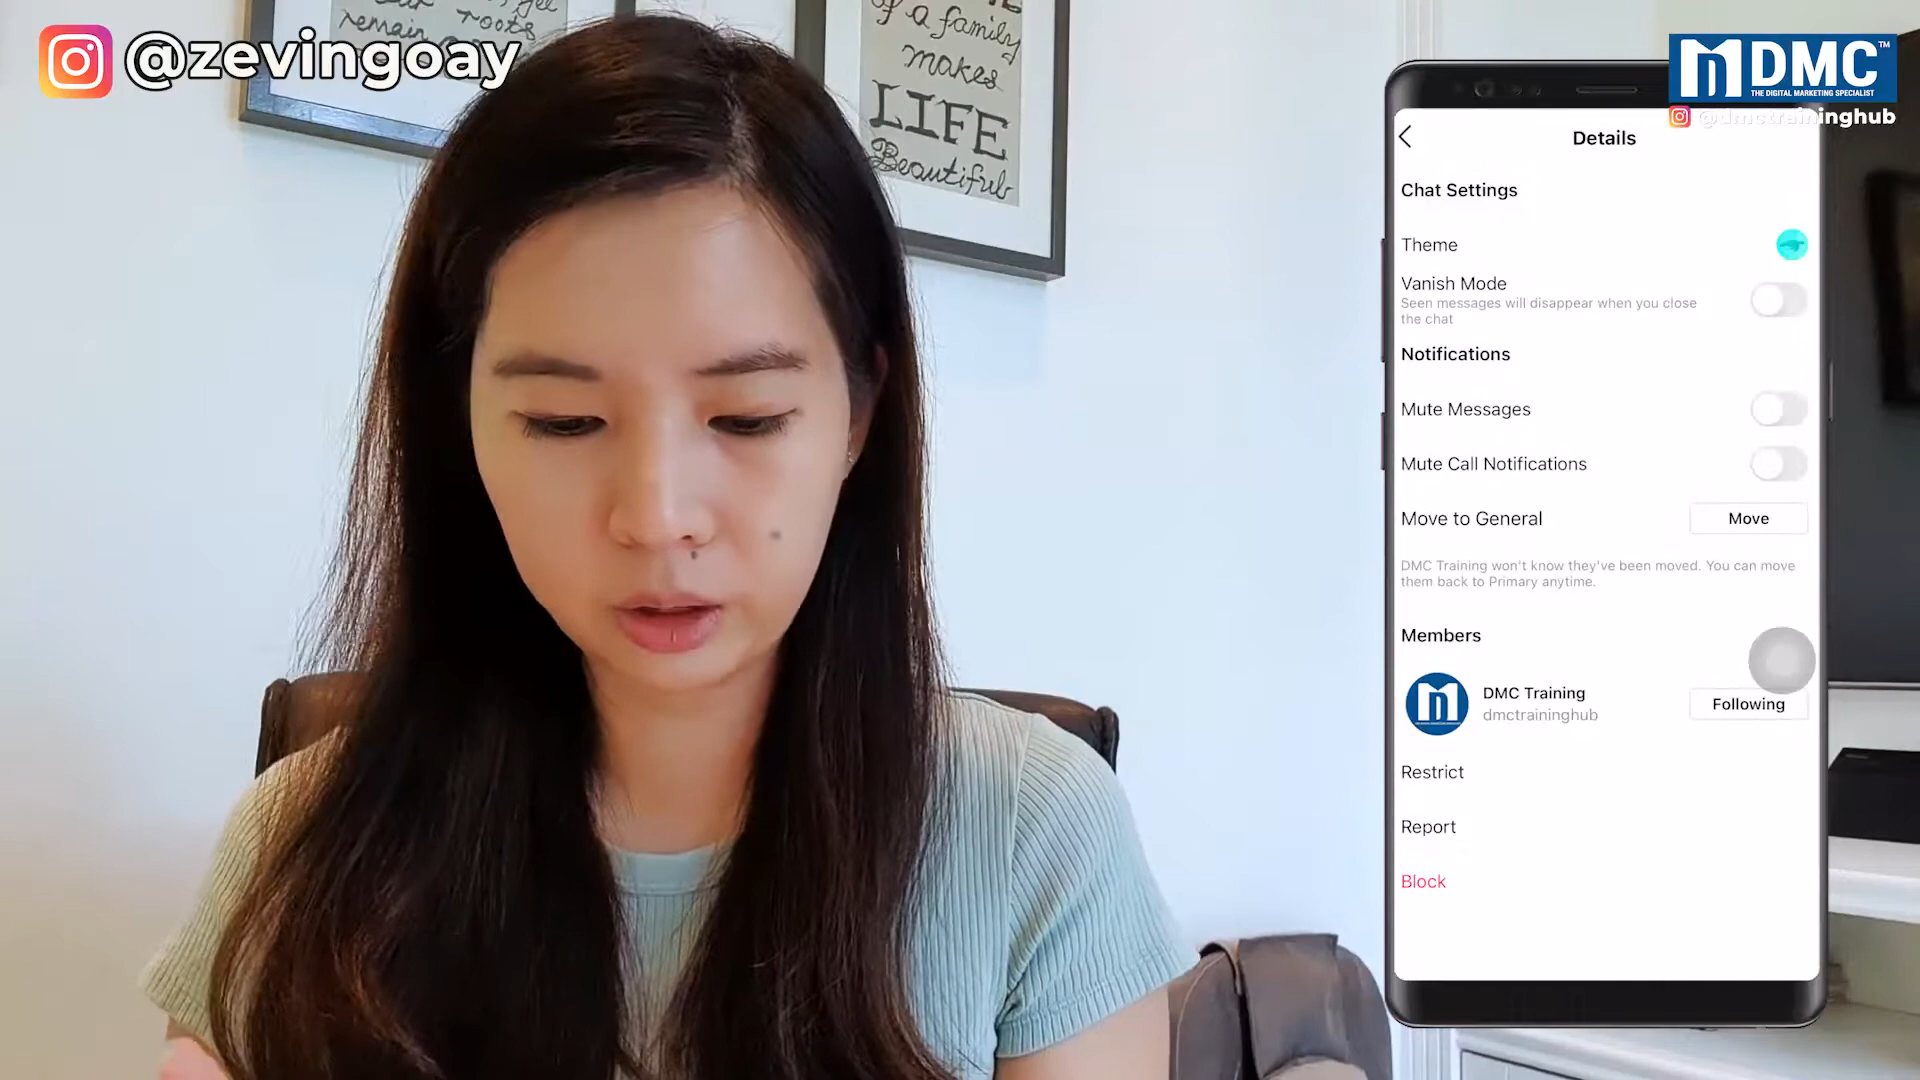 @zevingoay
roots
remain
of a family
makes
LIFE
Beautiful
DMC™
THE DIGITAL MARKETING SPECIALIST
@dmctraininghub
Details
Chat Settings
Theme
Vanish Mode
Seen messages will disappear when you close
the chat
Notifications
Mute Messages
Mute Call Notifications
Move to General
Move
DMC Training won't know they've been moved. You can move
them back to Primary anytime.
Members
DMC Training
dmctraininghub
Following
Restrict
Report
Block